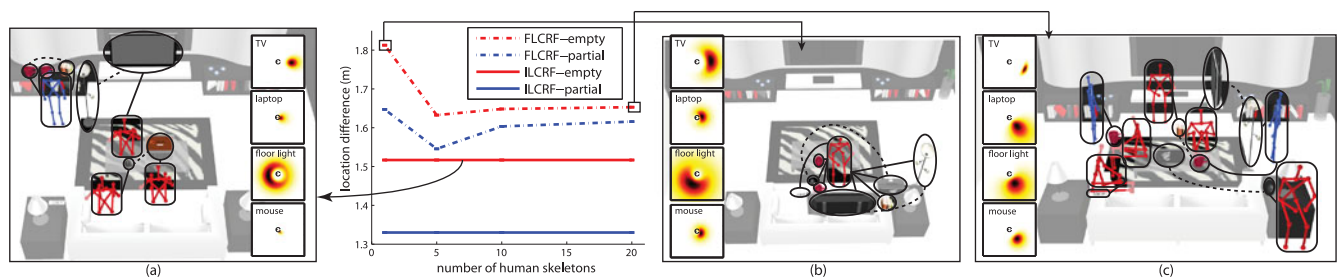 TV
c
laptop
c
floor light
c
mouse
c
(a)
location difference (m)
1.8
1.7
1.6
1.5
1.4
1.3
0
5
10
15
20
number of human skeletons
FLCRF−empty
FLCRF−partial
ILCRF−empty
ILCRF−partial
TV
c
laptop
c
floor light
c
mouse
c
(b)
TV
c
laptop
c
floor light
c
mouse
c
(c)